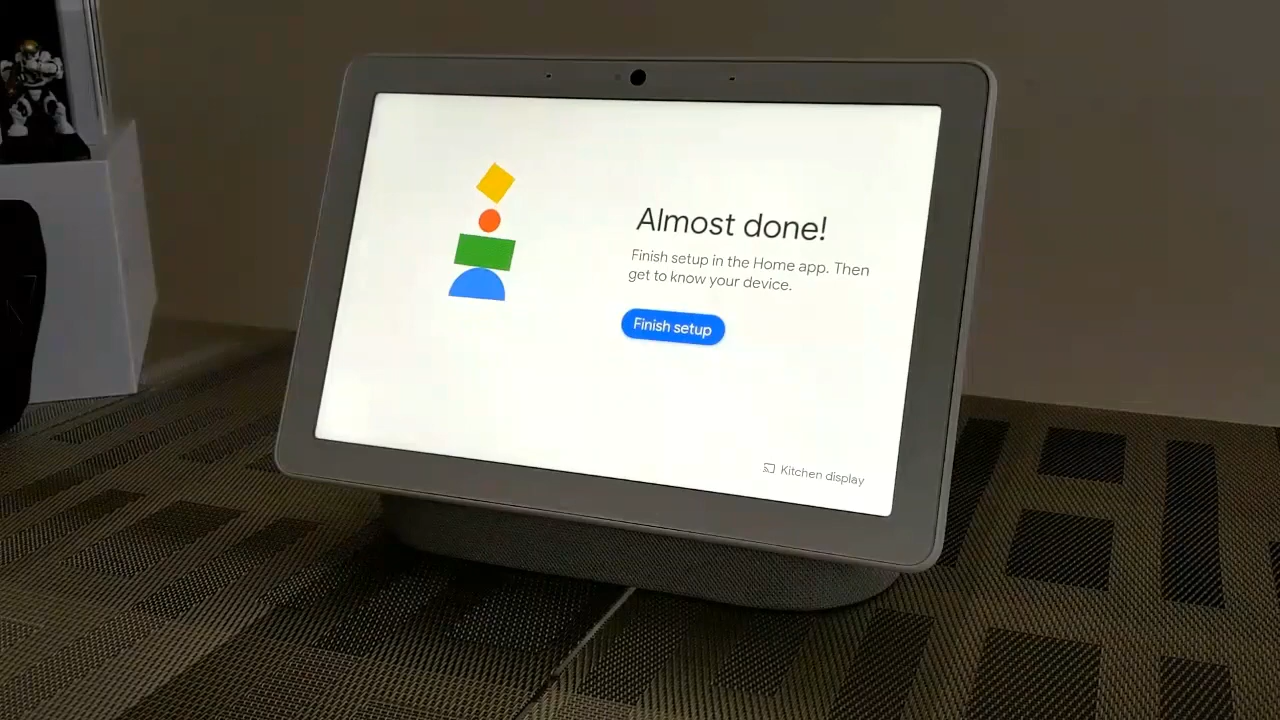 Almost done!
Finish setup in the Home app. Then
get to know your device.
Finish setup
Kitchen display